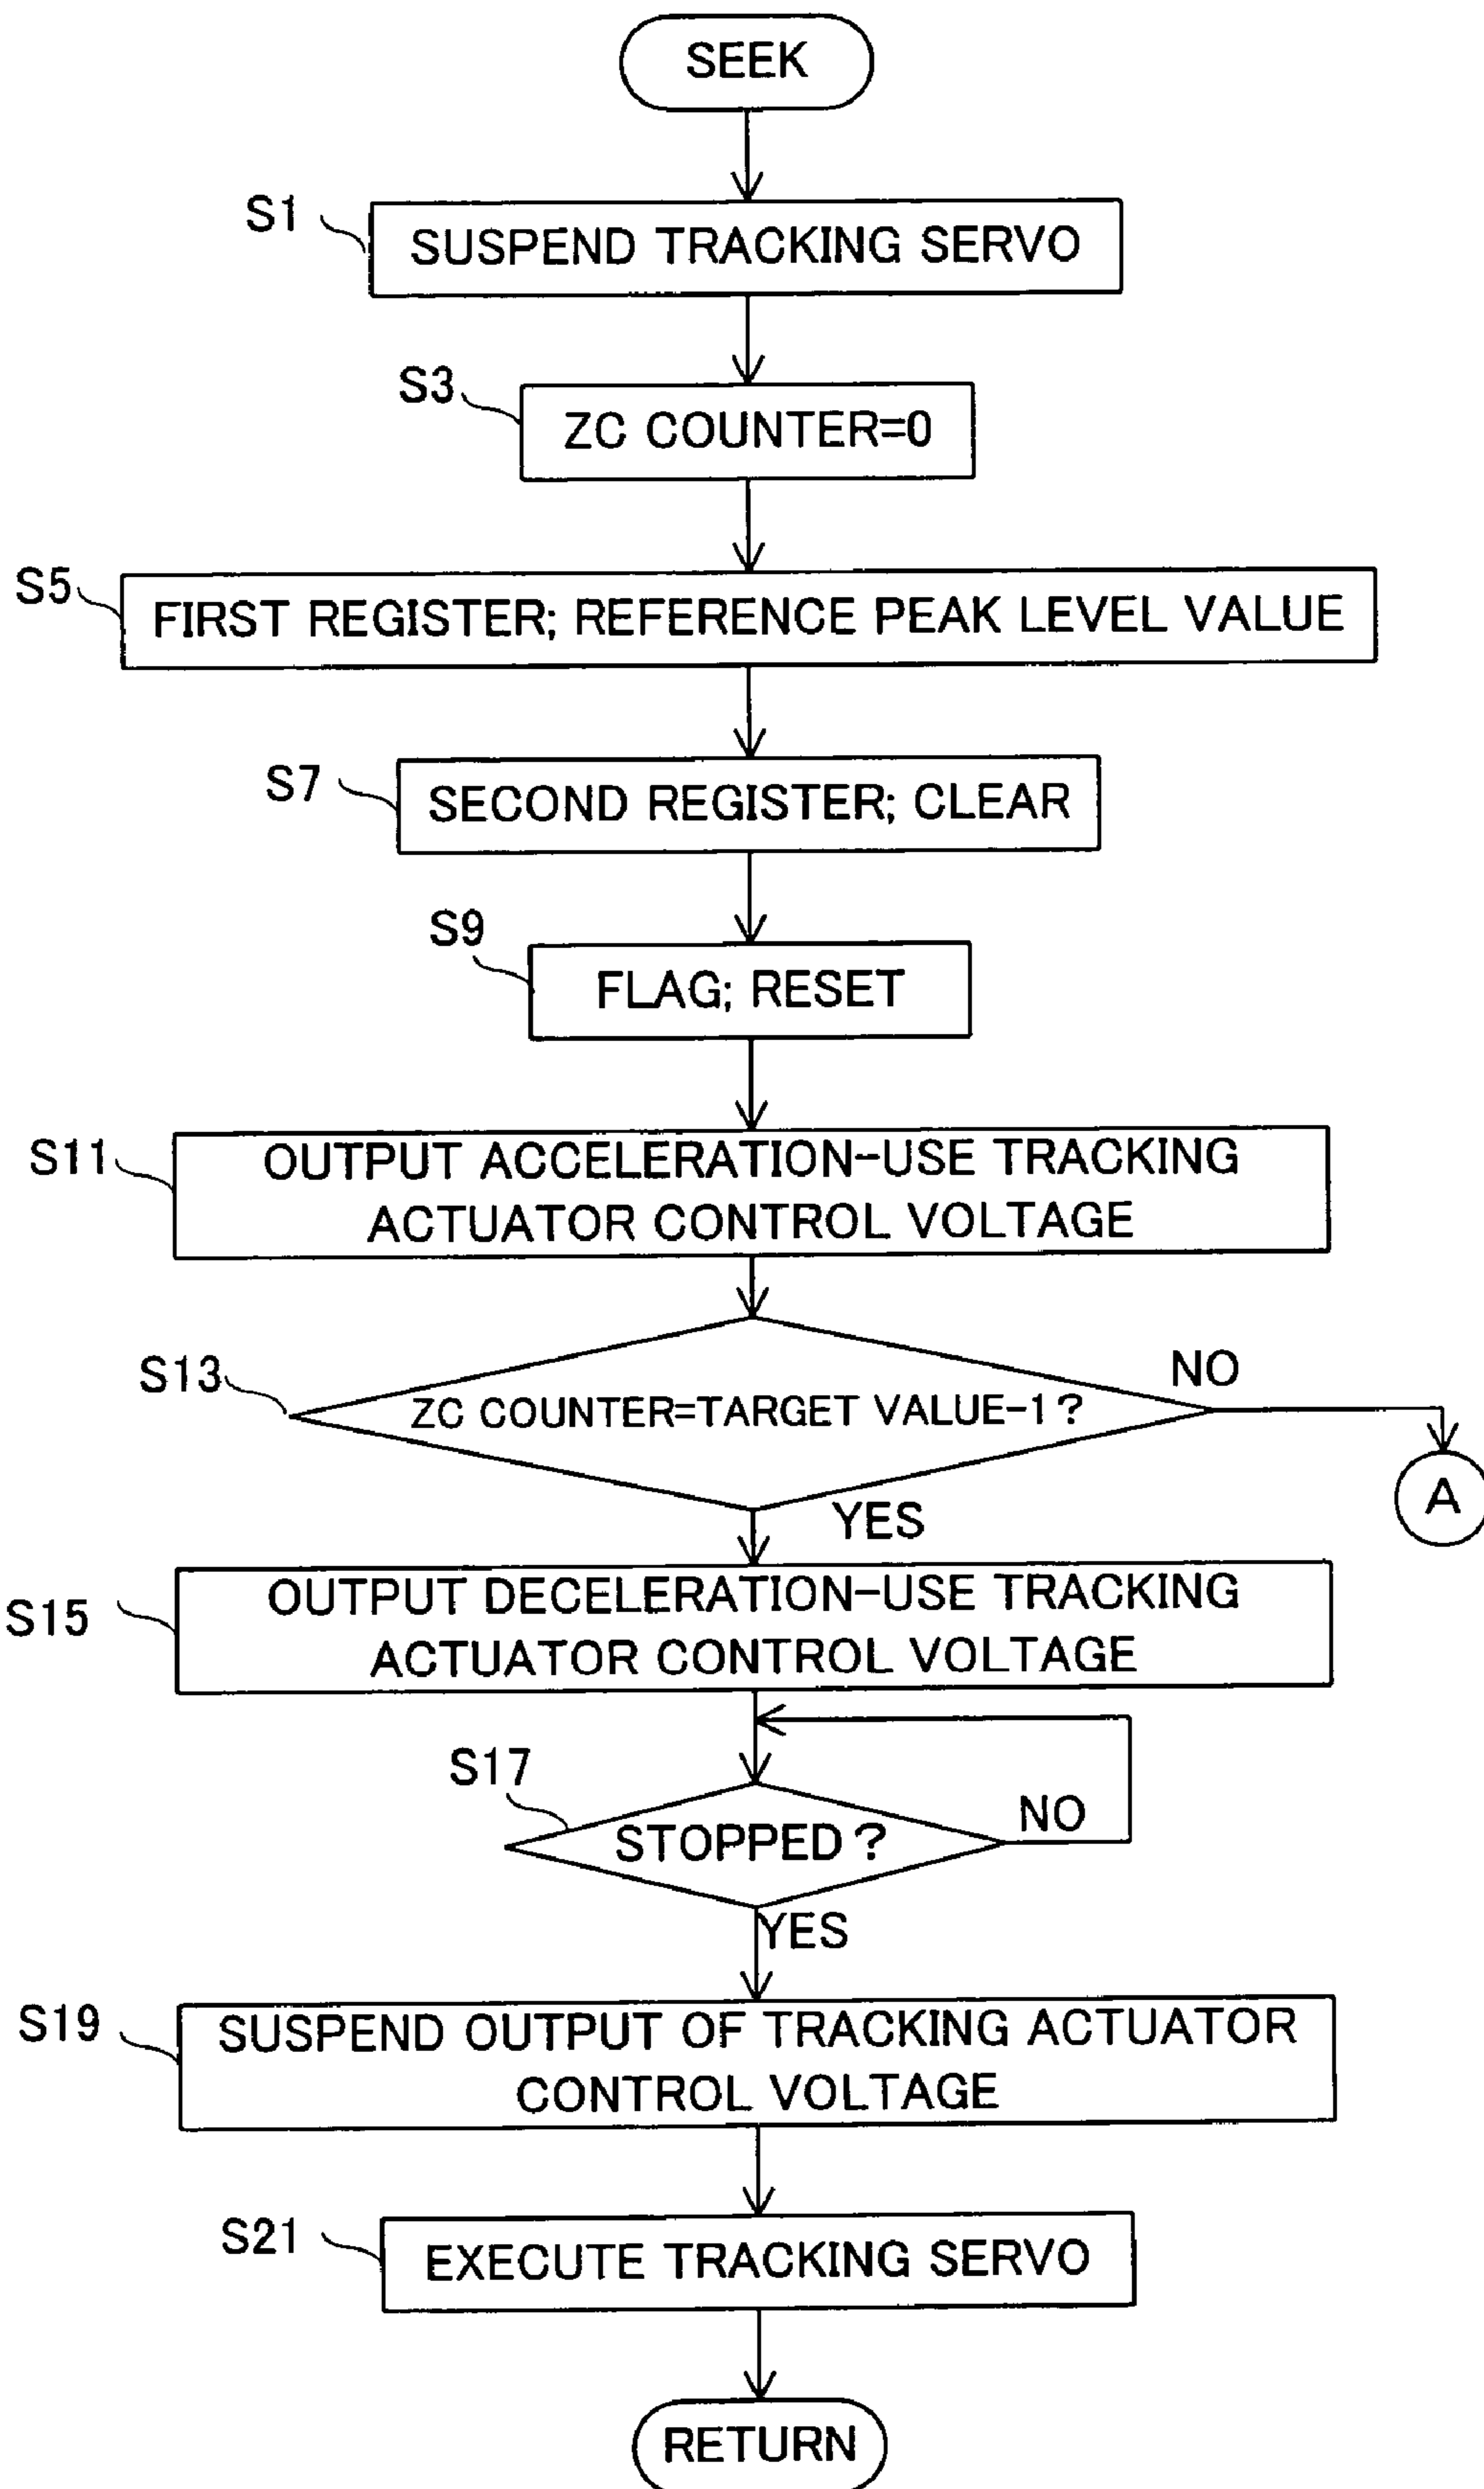 SEEK
S1
SUSPEND TRACKING SERVO
S3
ZC COUNTER=0
S5
FIRST REGISTER; REFERENCE PEAK LEVEL VALUE
S7
SECOND REGISTER; CLEAR
S9
FLAG; RESET
S11
OUTPUT ACCELERATION-USE TRACKING
ACTUATOR CONTROL VOLTAGE
S13
ZC COUNTER=TARGET VALUE-1?
NO
A
YES
S15
OUTPUT DECELERATION-USE TRACKING
ACTUATOR CONTROL VOLTAGE
S17
STOPPED?
NO
YES
S19
SUSPEND OUTPUT OF TRACKING ACTUATOR
CONTROL VOLTAGE
S21
EXECUTE TRACKING SERVO
RETURN